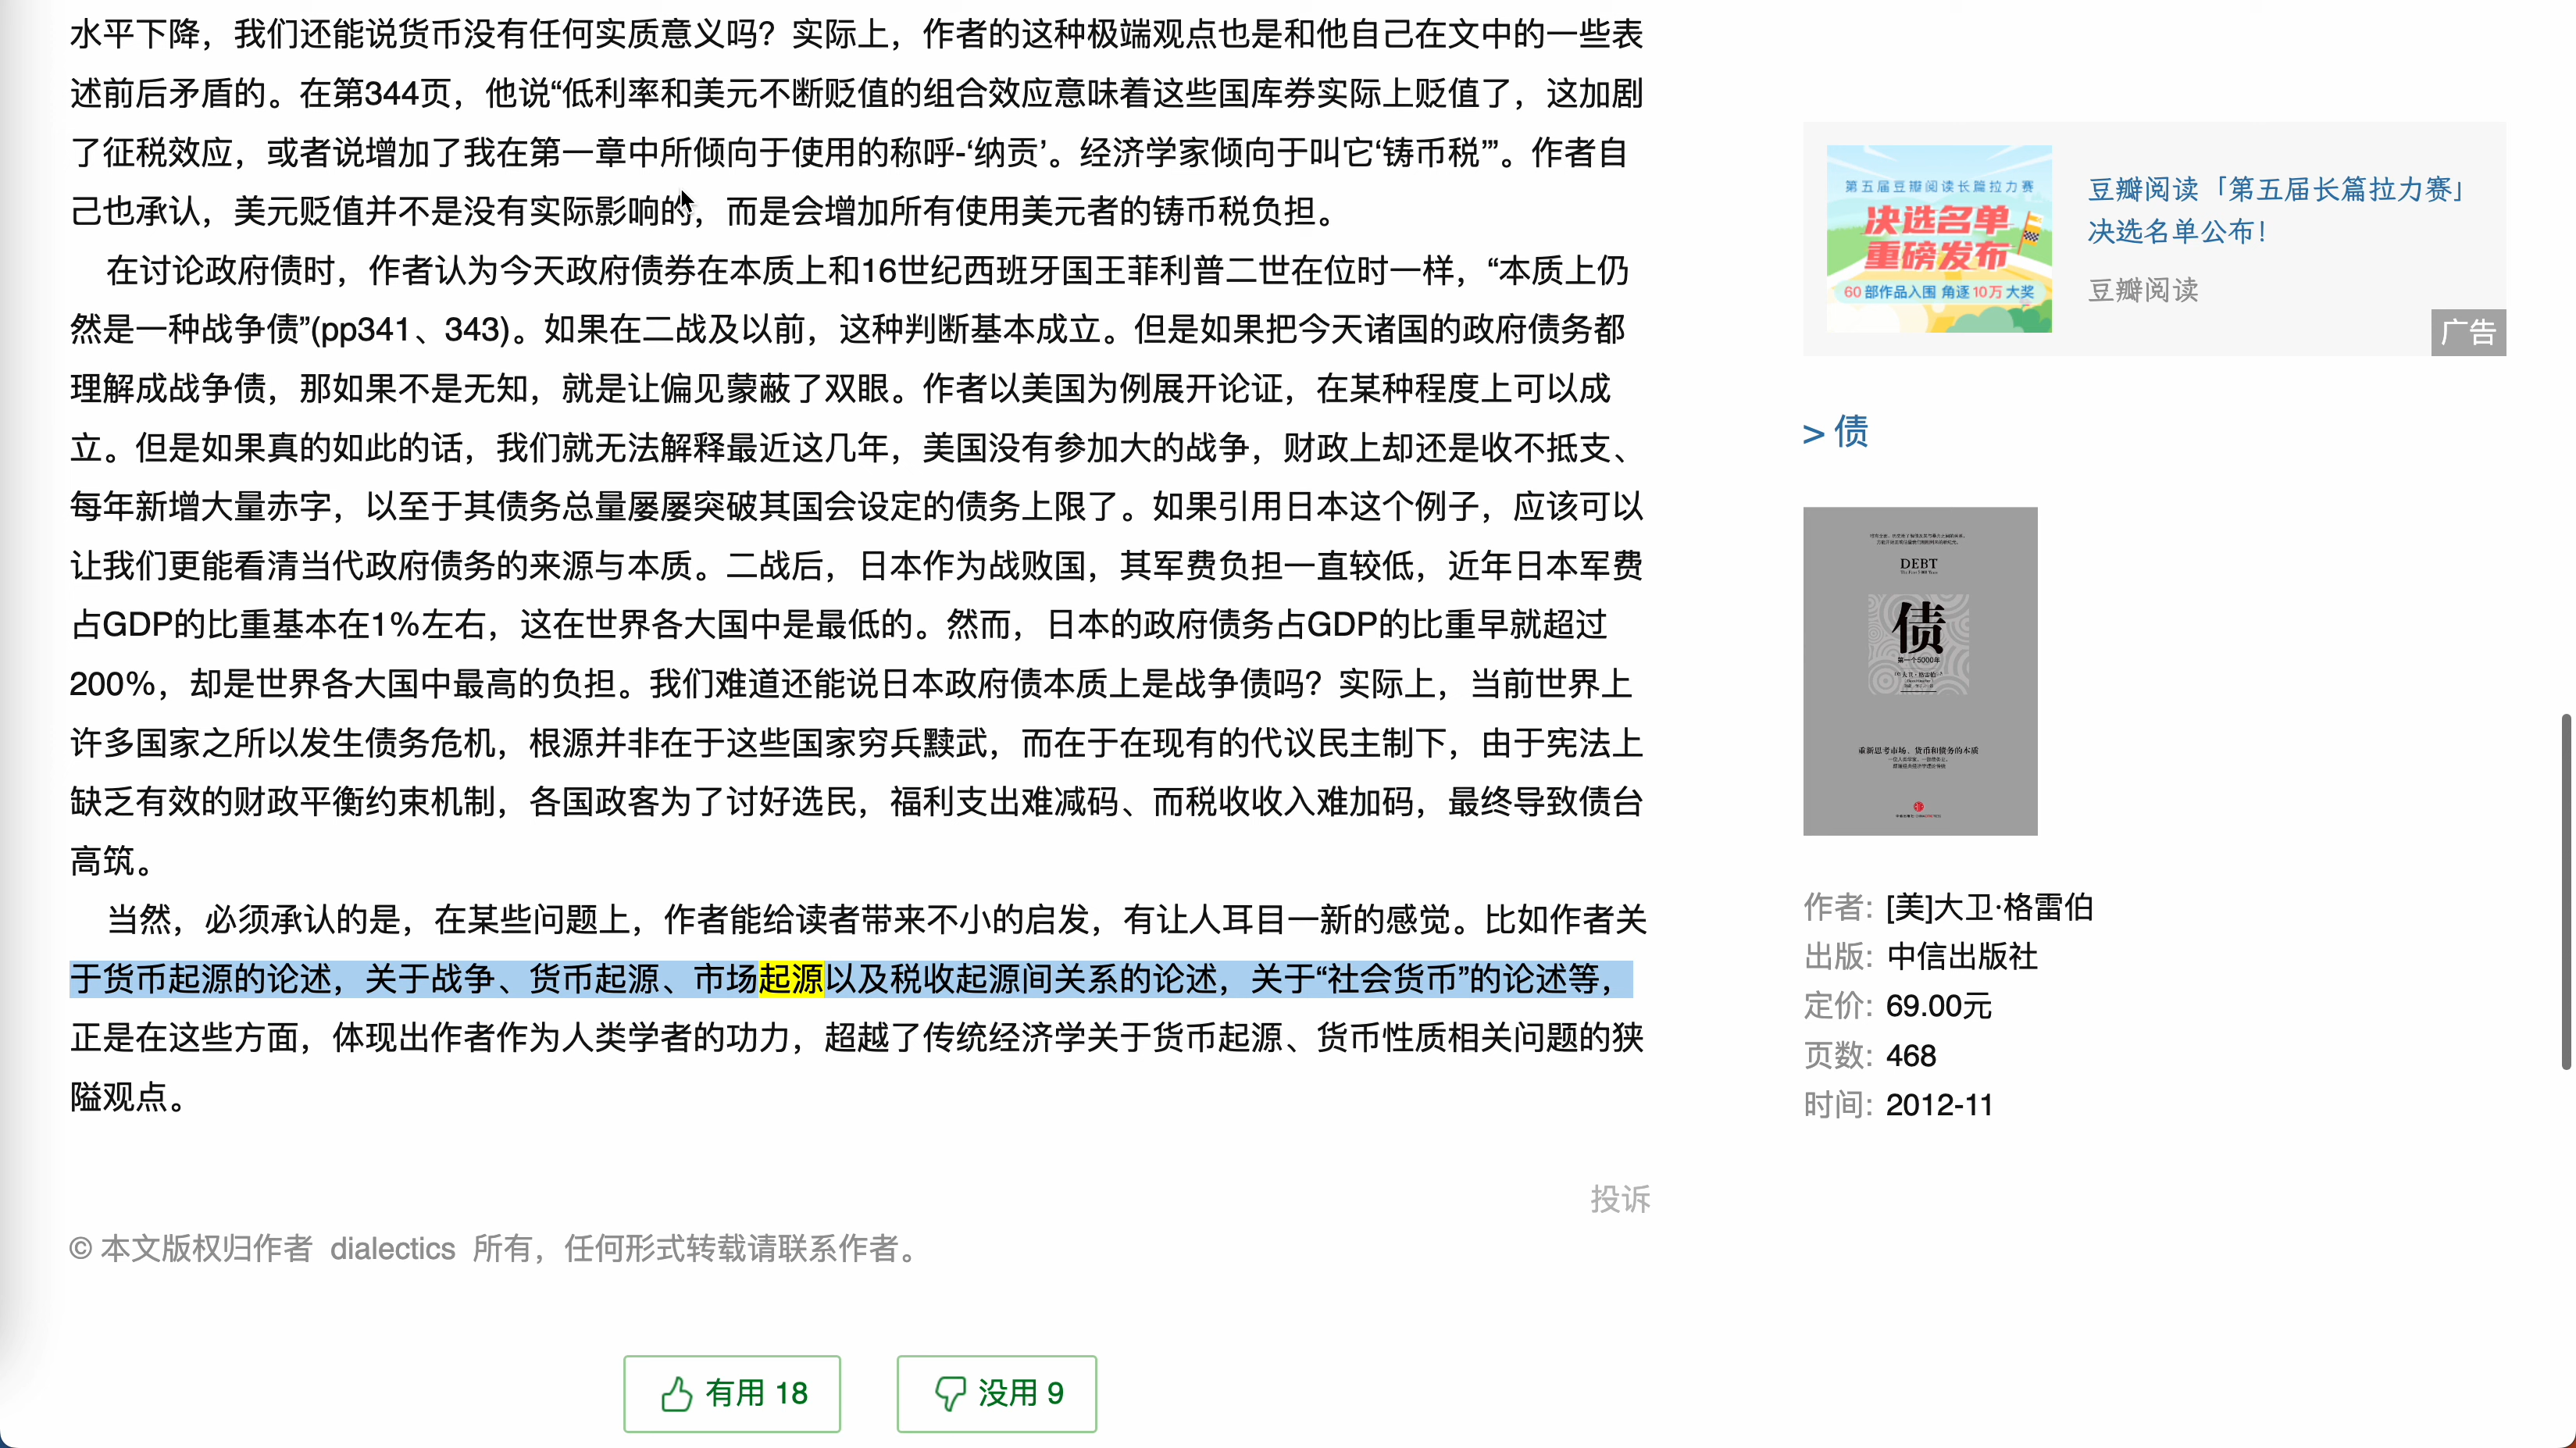 水平下降，我们还能说货币没有任何实质意义吗？实际上，作者的这种极端观点也是和他自己在文中的一些表
述前后矛盾的。在第344页，他说“低利率和美元不断贬值的组合效应意味着这些国库券实际上贬值了，这加剧
了征税效应，或者说增加了我在第一章中所倾向于使用的称呼-‘纳贡’。经济学家倾向于叫它‘铸币税’”。作者自
己也承认，美元贬值并不是没有实际影响的，而是会增加所有使用美元者的铸币税负担。
在讨论政府债时，作者认为今天政府债券在本质上和16世纪西班牙国王菲利普二世在位时一样，“本质上仍
然是一种战争债”(pp341、343)。如果在二战及以前，这种判断基本成立。但是如果把今天诸国的政府债务都
理解成战争债，那如果不是无知，就是让偏见蒙蔽了双眼。作者以美国为例展开论证，在某种程度上可以成
立。但是如果真的如此的话，我们就无法解释最近这几年，美国没有参加大的战争，财政上却还是收不抵支、
每年新增大量赤字，以至于其债务总量屡屡突破其国会设定的债务上限了。如果引用日本这个例子，应该可以
让我们更能看清当代政府债务的来源与本质。二战后，日本作为战败国，其军费负担一直较低，近年日本军费
占GDP的比重基本在1%左右，这在世界各大国中是最低的。然而，日本的政府债务占GDP的比重早就超过
200%，却是世界各大国中最高的负担。我们难道还能说日本政府债本质上是战争债吗？实际上，当前世界上
许多国家之所以发生债务危机，根源并非在于这些国家穷兵黩武，而在于在现有的代议民主制下，由于宪法上
缺乏有效的财政平衡约束机制，各国政客为了讨好选民，福利支出难减码、而税收收入难加码，最终导致债台
高筑。
当然，必须承认的是，在某些问题上，作者能给读者带来不小的启发，有让人耳目一新的感觉。比如作者关
于货币起源的论述，关于战争、货币起源、市场起源以及税收起源间关系的论述，关于“社会货币”的论述等，
正是在这些方面，体现出作者作为人类学者的功力，超越了传统经济学关于货币起源、货币性质相关问题的狭
隘观点。
投诉
© 本文版权归作者 dialectics 所有，任何形式转载请联系作者。
有用 18
没用 9
第五届豆瓣阅读长篇拉力赛
决选名单
重磅发布
60部作品入围 角逐10万大奖
豆瓣阅读「第五届长篇拉力赛」
决选名单公布！
豆瓣阅读
广告
> 债
DEBT
债
第一个5000年
重新思考市场、货币和债务的本质
作者: [美]大卫·格雷伯
出版: 中信出版社
定价: 69.00元
页数: 468
时间: 2012-11